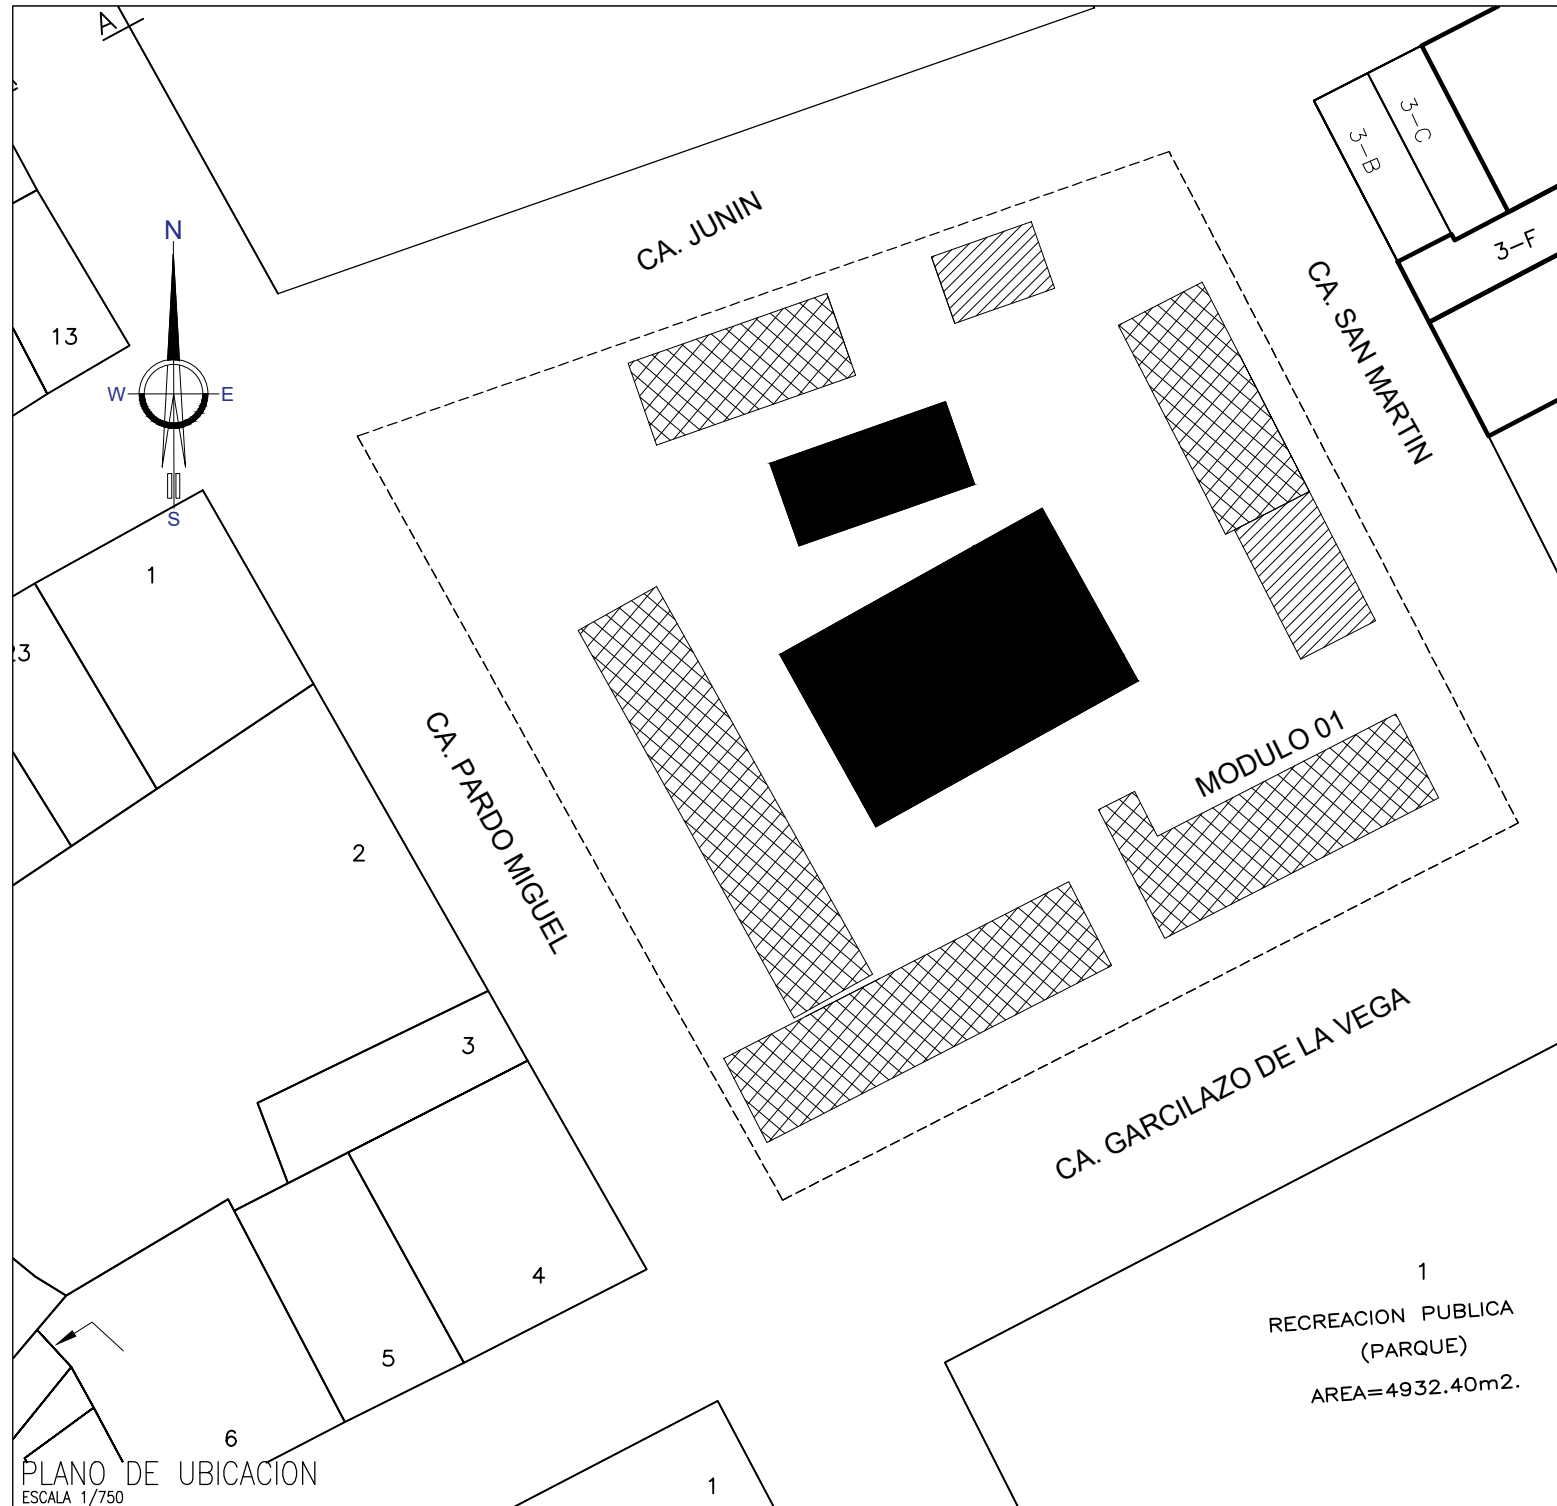 A
CA. JUNIN
3-C
3-B
3-F
N
W
E
S
13
CA. SAN MARTIN
1
23
2
CA. PARDO MIGUEL
MODULO 01
3
CA. GARCILAZO DE LA VEGA
4
5
6
1
RECREACION PUBLICA
(PARQUE)
AREA=4932.40m2.
1
PLANO DE UBICACION
ESCALA 1/750